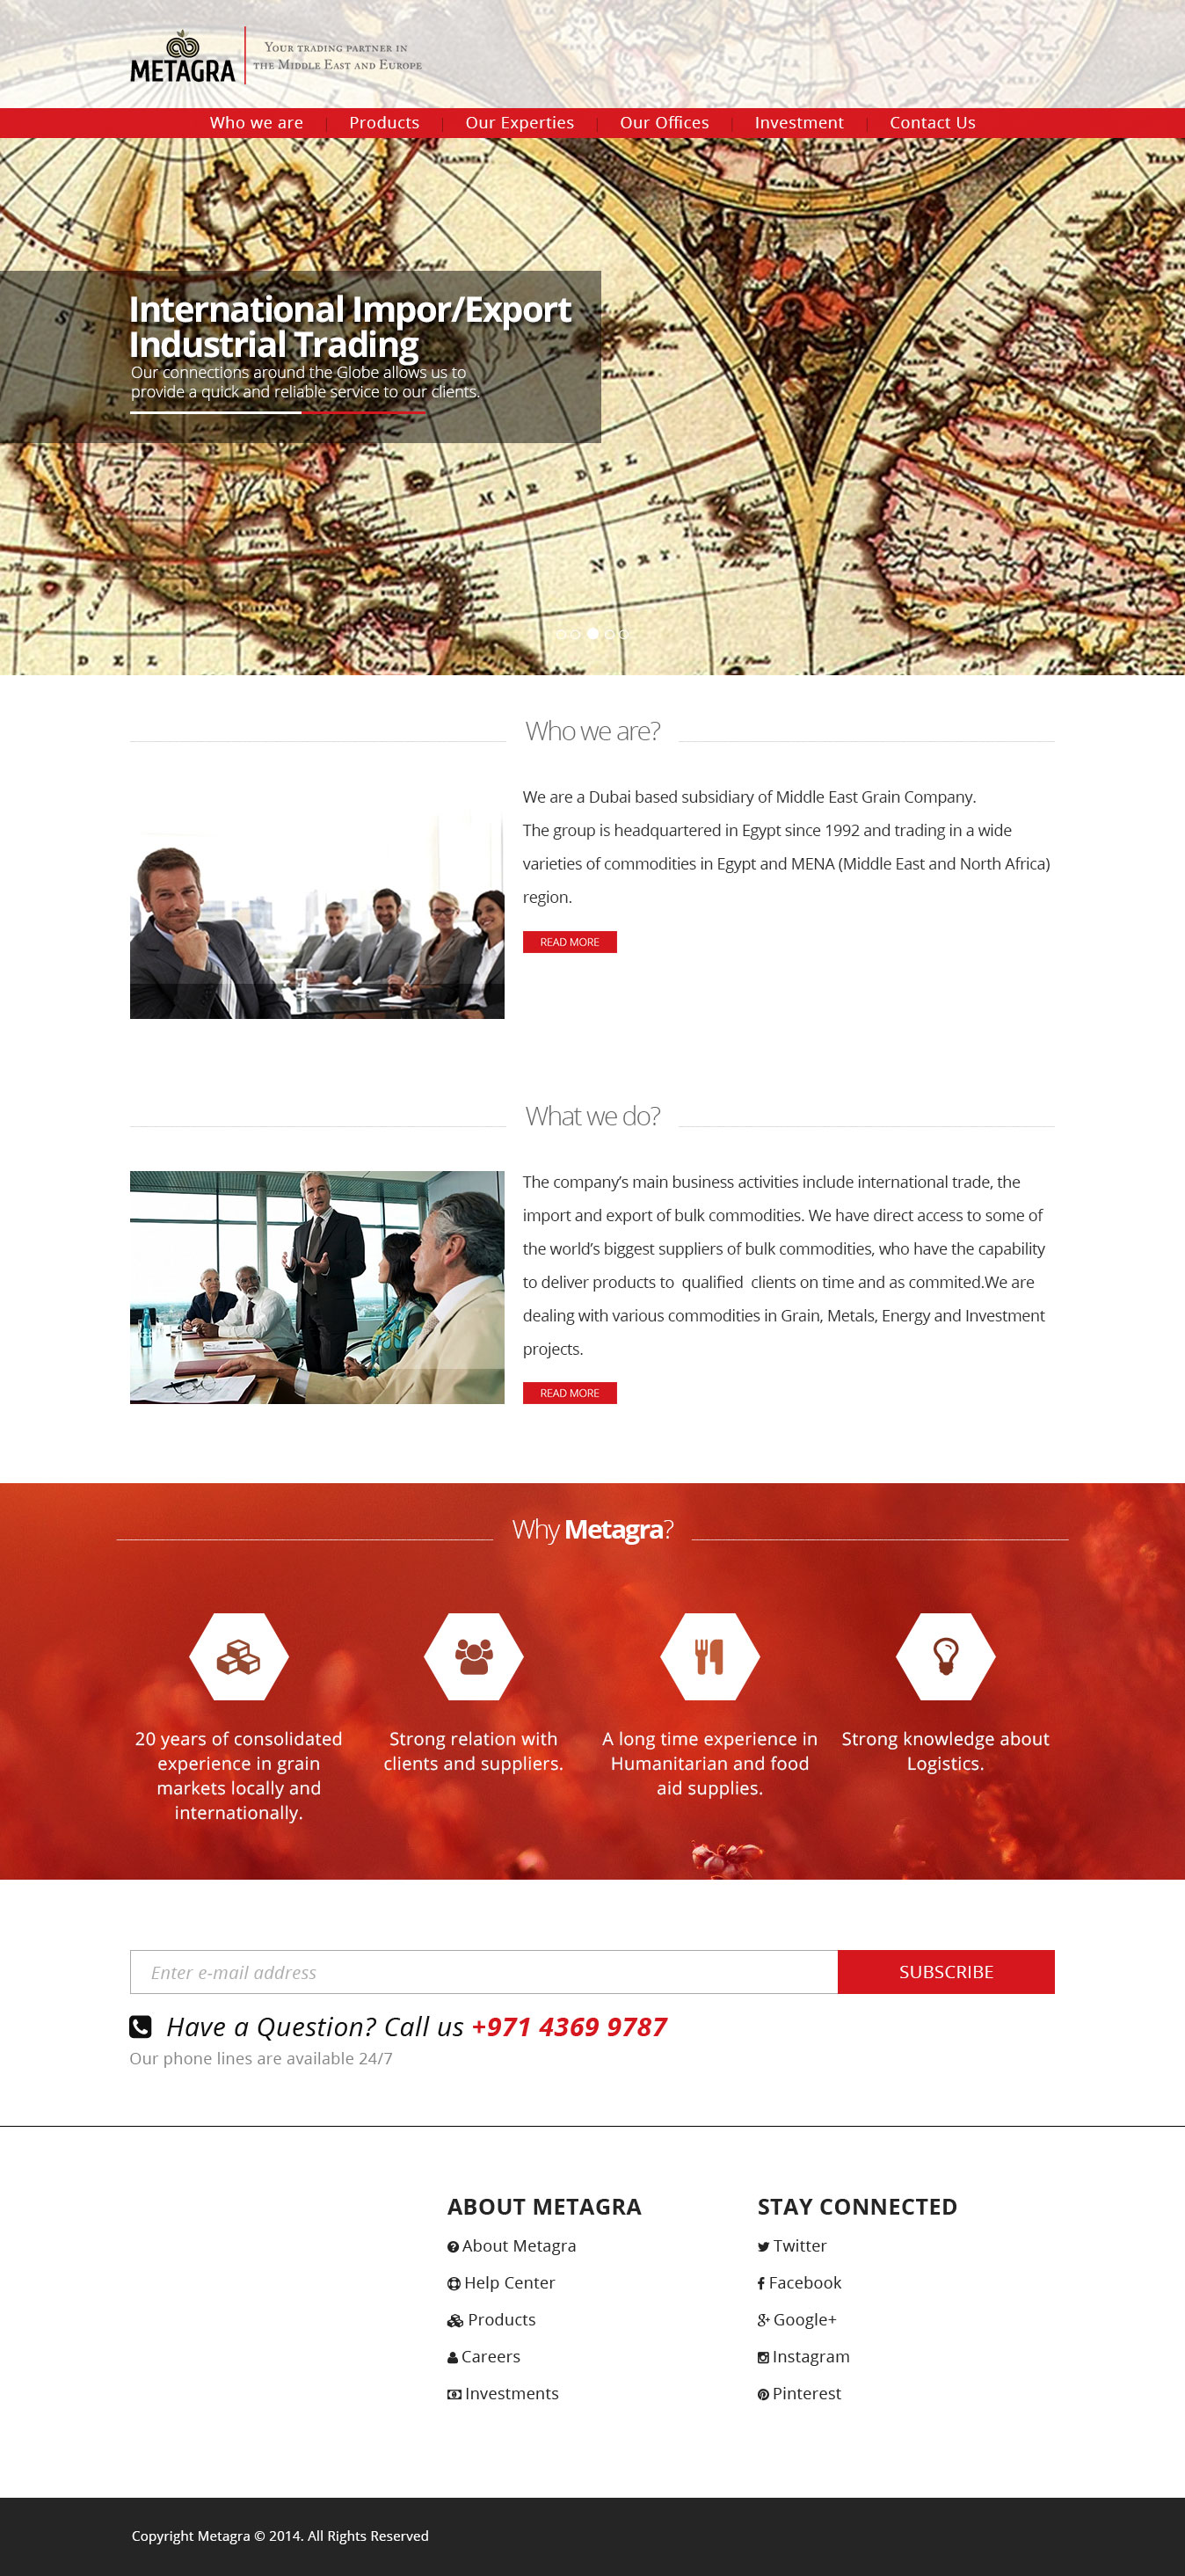 METAGRA
Your trading partner in
the Middle East and Europe
Who we are
Products
Our Experties
Our Offices
Investment
Contact Us
International Impor/Export
Industrial Trading
Our connections around the Globe allows us to
provide a quick and reliable service to our clients.
MAR DEL
NORT
DEL
Who we are?
We are a Dubai based subsidiary of Middle East Grain Company.
The group is headquartered in Egypt since 1992 and trading in a wide
varieties of commodities in Egypt and MENA (Middle East and North Africa)
region.
READ MORE
What we do?
The company’s main business activities include international trade, the
import and export of bulk commodities. We have direct access to some of
the world’s biggest suppliers of bulk commodities, who have the capability
to deliver products to  qualified  clients on time and as commited.We are
dealing with various commodities in Grain, Metals, Energy and Investment
projects.
READ MORE
Why Metagra?
20 years of consolidated
experience in grain
markets locally and
internationally.
Strong relation with
clients and suppliers.
A long time experience in
Humanitarian and food
aid supplies.
Strong knowledge about
Logistics.
Enter e-mail address
SUBSCRIBE
Have a Question? Call us +971 4369 9787
Our phone lines are available 24/7
ABOUT METAGRA
About Metagra
Help Center
Products
Careers
Investments
STAY CONNECTED
Twitter
Facebook
Google+
Instagram
Pinterest
Copyright Metagra © 2014. All Rights Reserved